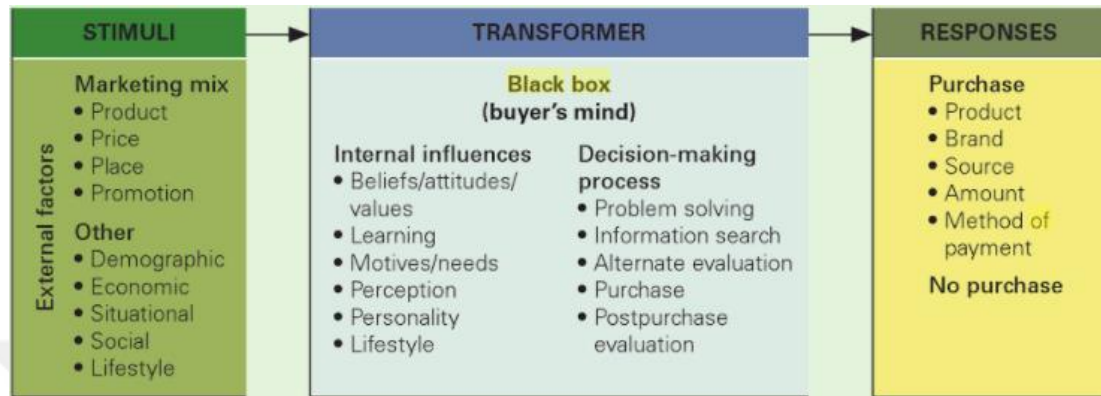 STIMULI
Marketing mix
• Product
• Price
• Place
• Promotion
Other
• Demographic
• Economic
• Situational
• Social
• Lifestyle
External factors
TRANSFORMER
Black box
(buyer's mind)
Internal influences
• Beliefs/attitudes/
values
• Learning
• Motives/needs
• Perception
• Personality
• Lifestyle
Decision-making
process
• Problem solving
• Information search
• Alternate evaluation
• Purchase
• Postpurchase
evaluation
RESPONSES
Purchase
• Product
• Brand
• Source
• Amount
• Method of
payment
No purchase